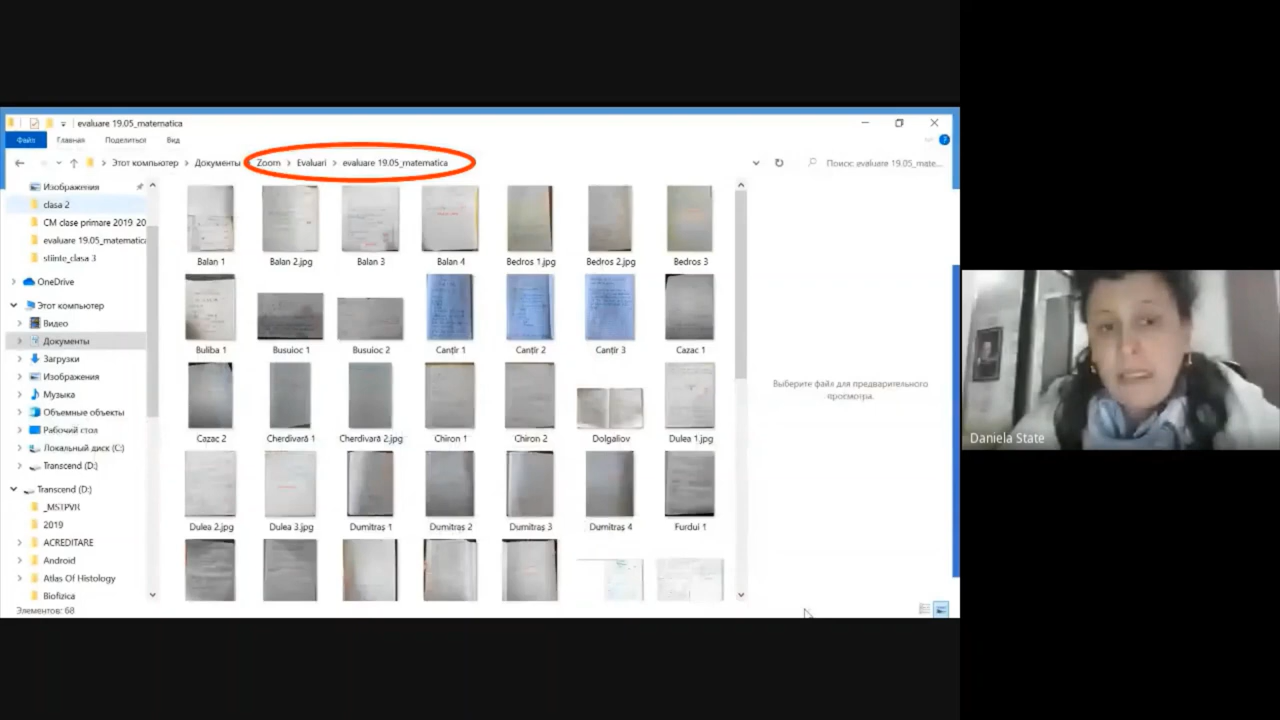 evaluare 19.05_matematica
Файл Главная Поделиться Вид
Этот компьютер Документы Zoom Evaluari evaluare 19.05_matematica
Поиск: evaluare 19.05_mate...
Изображения
clasa 2
CM clase primare 2019-20
evaluare 19.05_matematica
stiinte_clasa 3
OneDrive
Этот компьютер
Видео
Документы
Загрузки
Изображения
Музыка
Объемные объекты
Рабочий стол
Локальный диск (C:)
Transcend (D:)
Transcend (D:)
_MSTPVR
2019
ACREDITARE
Android
Atlas Of Histology
Biofizica
Элементов: 68
Balan 1 Balan 2.jpg Balan 3 Balan 4 Bedros 1.jpg Bedros 2.jpg Bedros 3
Buliba 1 Busuioc 1 Busuioc 2 Canțîr 1 Canțîr 2 Canțîr 3 Cazac 1
Cazac 2 Cherdivară 1 Cherdivară 2.jpg Chiron 1 Chiron 2 Dolgaliov Dulea 1.jpg
Dulea 2.jpg Dulea 3.jpg Dumitraș 1 Dumitraș 2 Dumitraș 3 Dumitraș 4 Furdui 1
Выберите файл для предварительного
просмотра.
Daniela State